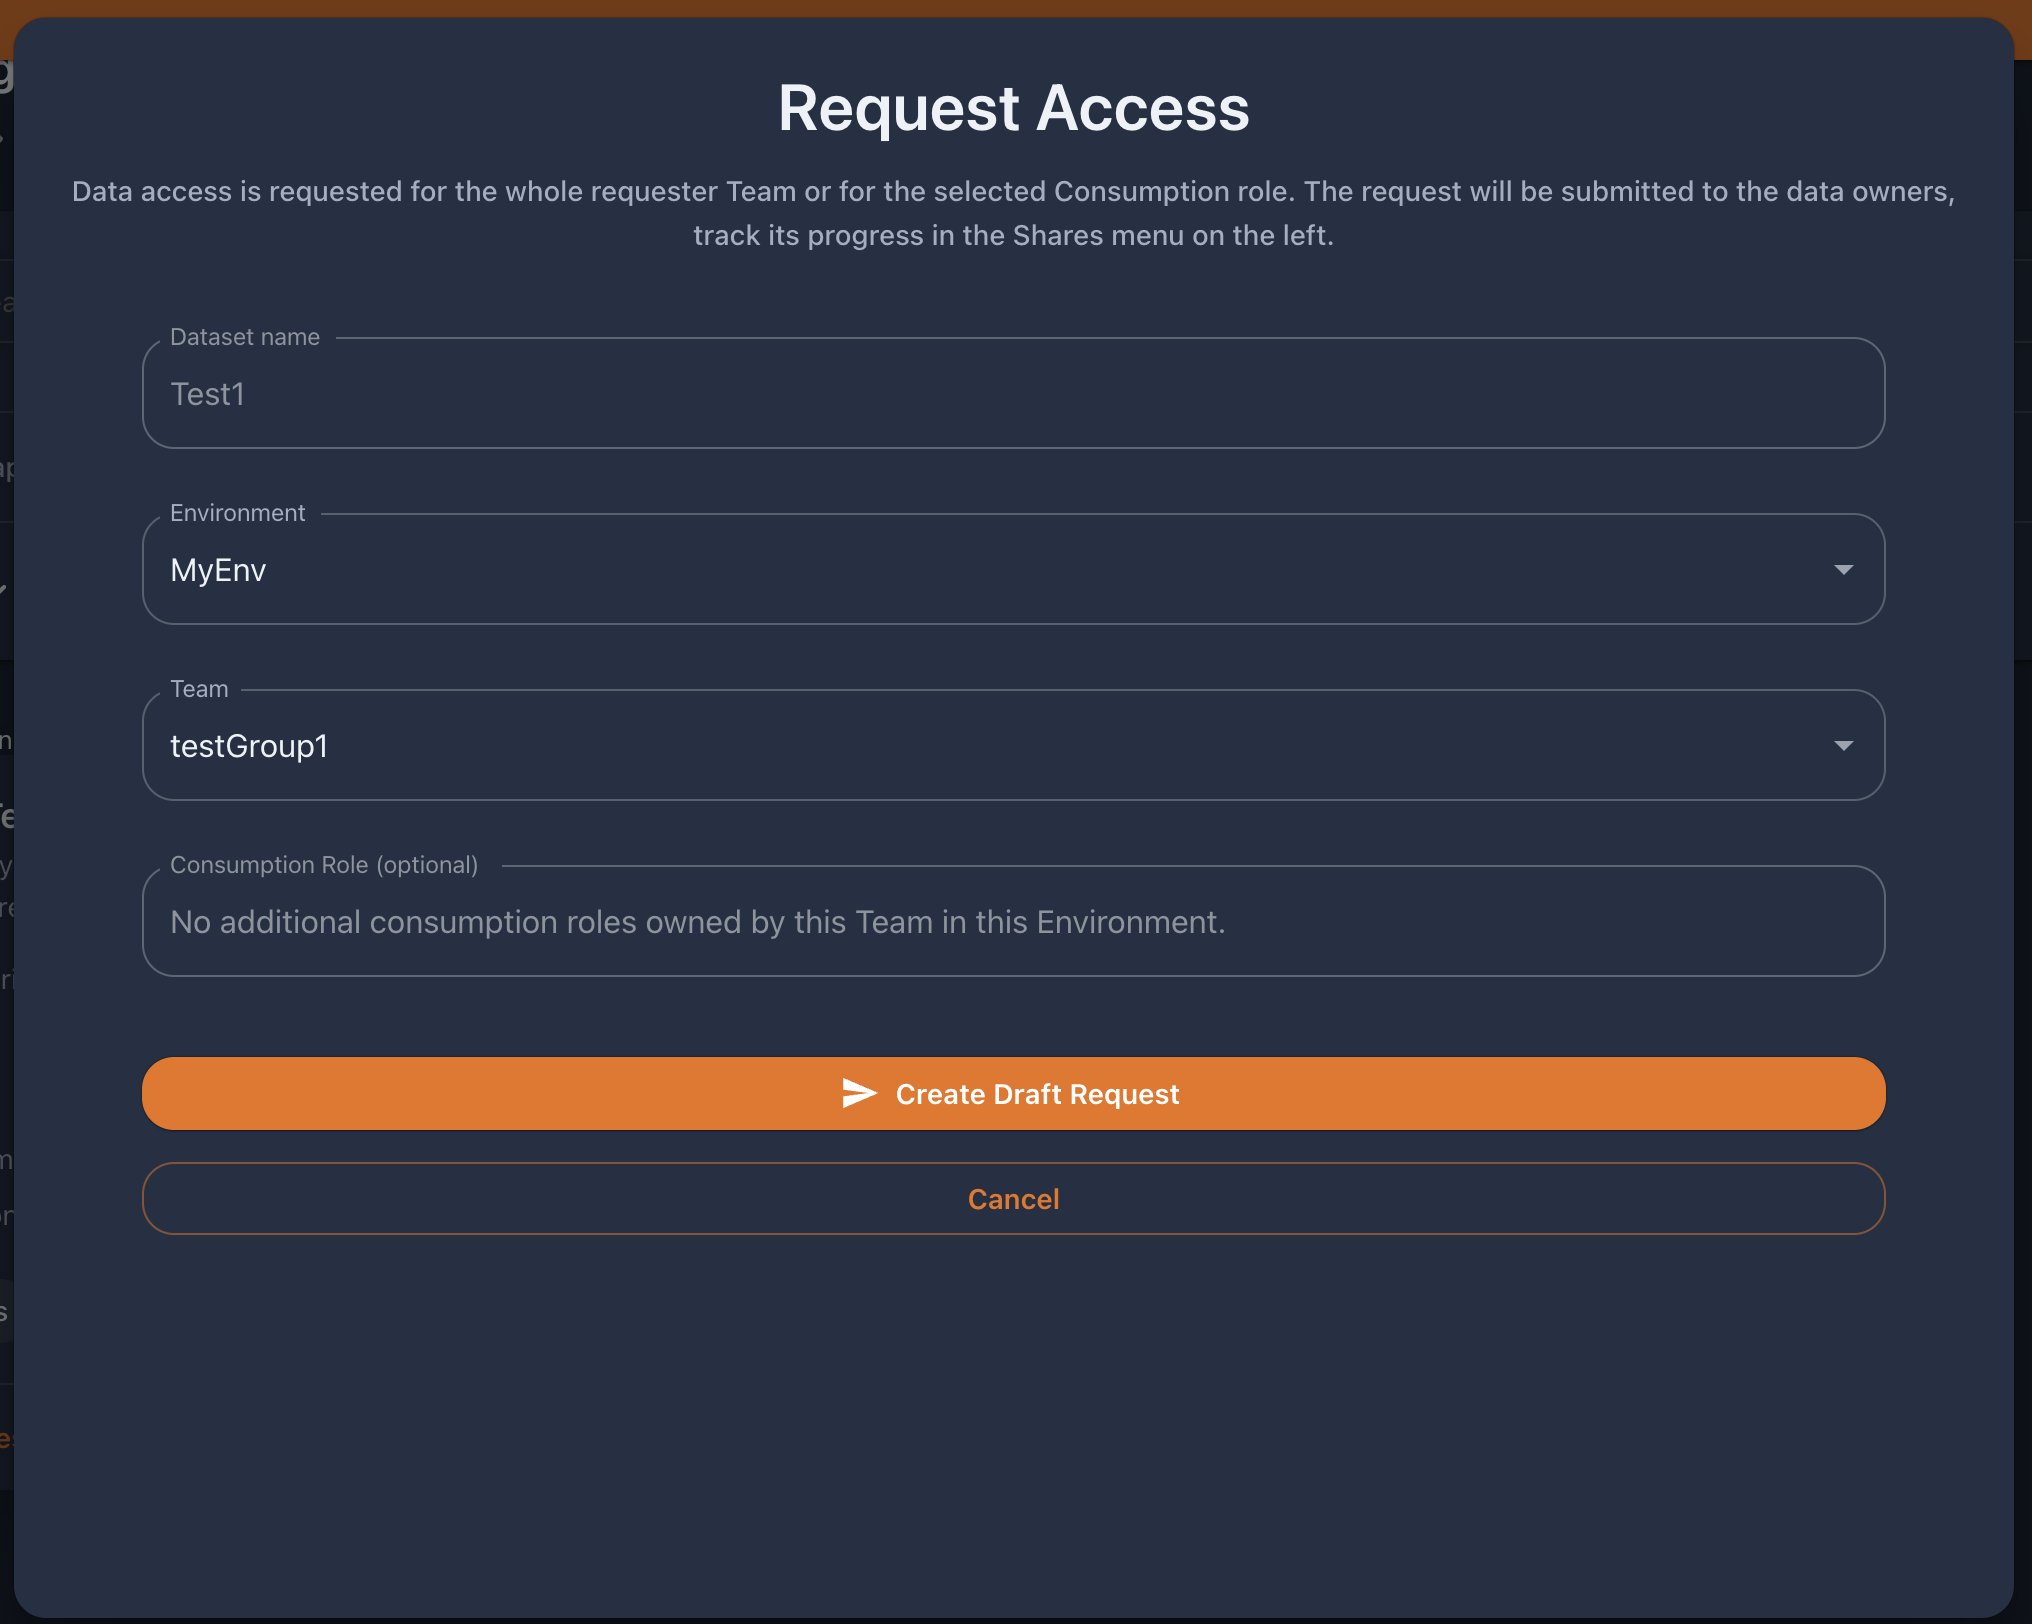 Request Access
Data access is requested for the whole requester Team or for the selected Consumption role. The request will be submitted to the data owners,
track its progress in the Shares menu on the left.
Dataset name
Test1
Environment
MyEnv
Team
testGroup1
Consumption Role (optional)
No additional consumption roles owned by this Team in this Environment.
Create Draft Request
Cancel